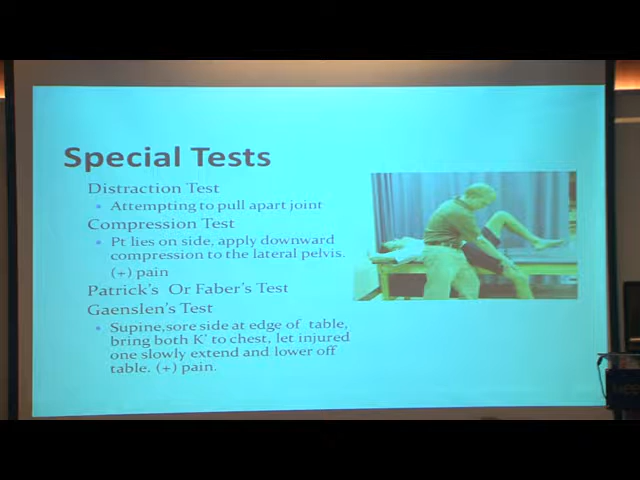 Special Tests
Distraction Test
• Attempting to pull apart joint
Compression Test
• Pt lies on side, apply downward
compression to the lateral pelvis.
(+) pain
Patrick's Or Faber's Test
Gaenslen's Test
• Supine,sore side at edge of table,
bring both K' to chest, let injured
one slowly extend and lower off
table. (+) pain.